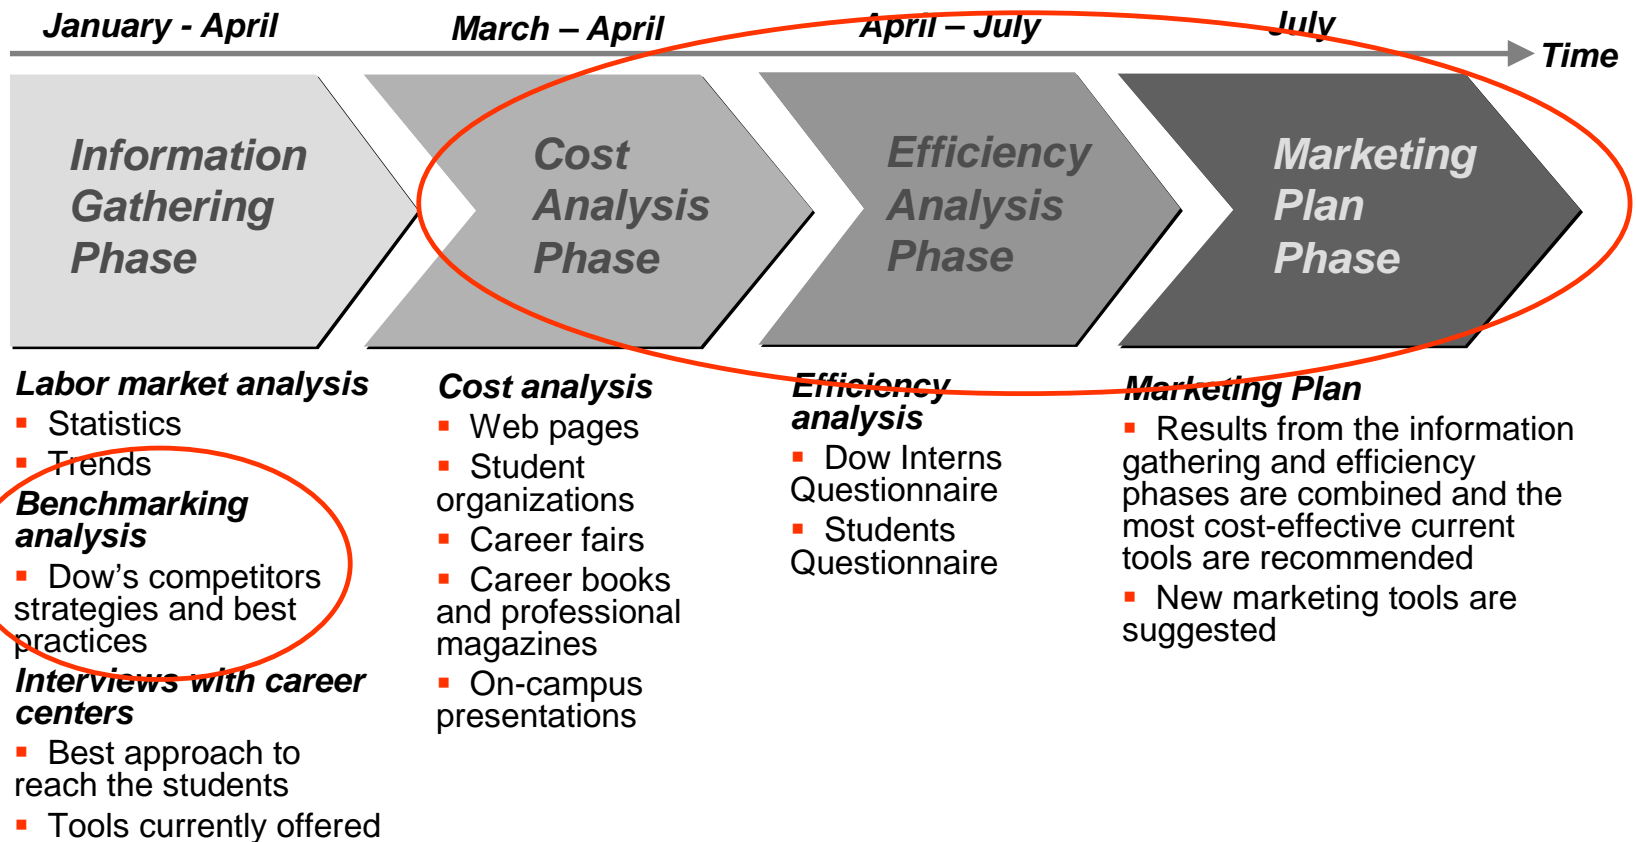 January - April
March – April
April – July
July
Time
Information
Gathering
Phase
Cost
Analysis
Phase
Efficiency
Analysis
Phase
Marketing
Plan
Phase
Labor market analysis
▪ Statistics
▪ Trends
Benchmarking
analysis
▪ Dow's competitors
strategies and best
practices
Interviews with career
centers
▪ Best approach to
reach the students
▪ Tools currently offered
Cost analysis
▪ Web pages
▪ Student
organizations
▪ Career fairs
▪ Career books
and professional
magazines
▪ On-campus
presentations
Efficiency
analysis
▪ Dow Interns
Questionnaire
▪ Students
Questionnaire
Marketing Plan
▪ Results from the information
gathering and efficiency
phases are combined and the
most cost-effective current
tools are recommended
▪ New marketing tools are
suggested